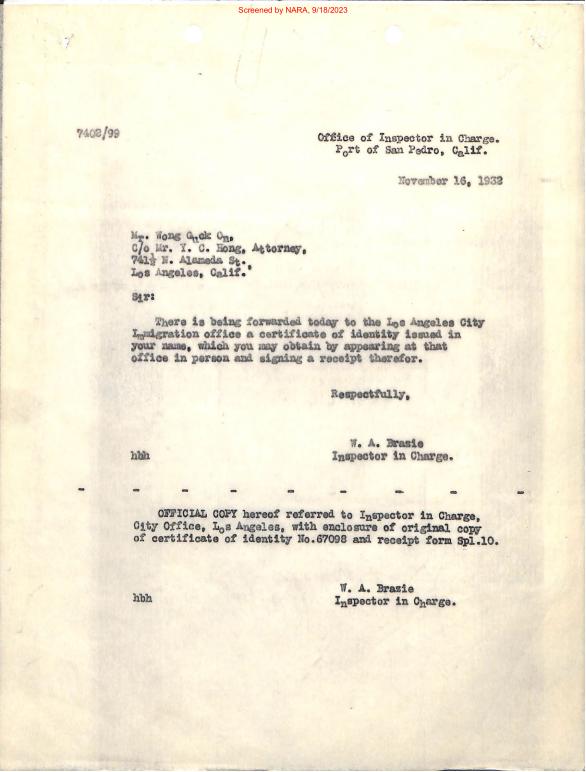 Screened by NARA, 9/18/2023
7402/99
Office of Inspector in Charge.
Port of San Pedro, Calif.
November 16, 1932
Mr. Wong Guck On,
C/o Mr. Y. C. Hong, Attorney,
741½ N. Alameda St.
Los Angeles, Calif.
Sir:
There is being forwarded today to the Los Angeles City
Immigration office a certificate of identity issued in
your name, which you may obtain by appearing at that
office in person and signing a receipt therefor.
Respectfully,
W. A. Brazie
hbh Inspector in Charge.
- - - - - - - - -
OFFICIAL COPY hereof referred to Inspector in Charge,
City Office, Los Angeles, with enclosure of original copy
of certificate of identity No.67098 and receipt form Spl.10.
W. A. Brazie
hbh Inspector in Charge.